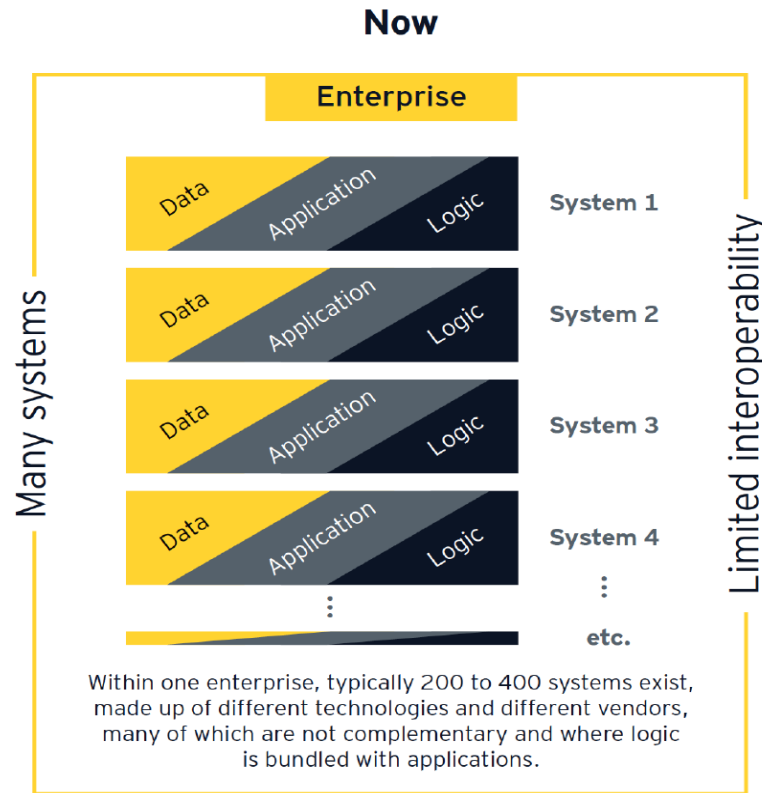 Now
Enterprise
Many systems
Limited interoperability
Data
Application
Logic
System 1
Data
Application
Logic
System 2
Data
Application
Logic
System 3
Data
Application
Logic
System 4
⋮
⋮
etc.
Within one enterprise, typically 200 to 400 systems exist,
made up of different technologies and different vendors,
many of which are not complementary and where logic
is bundled with applications.